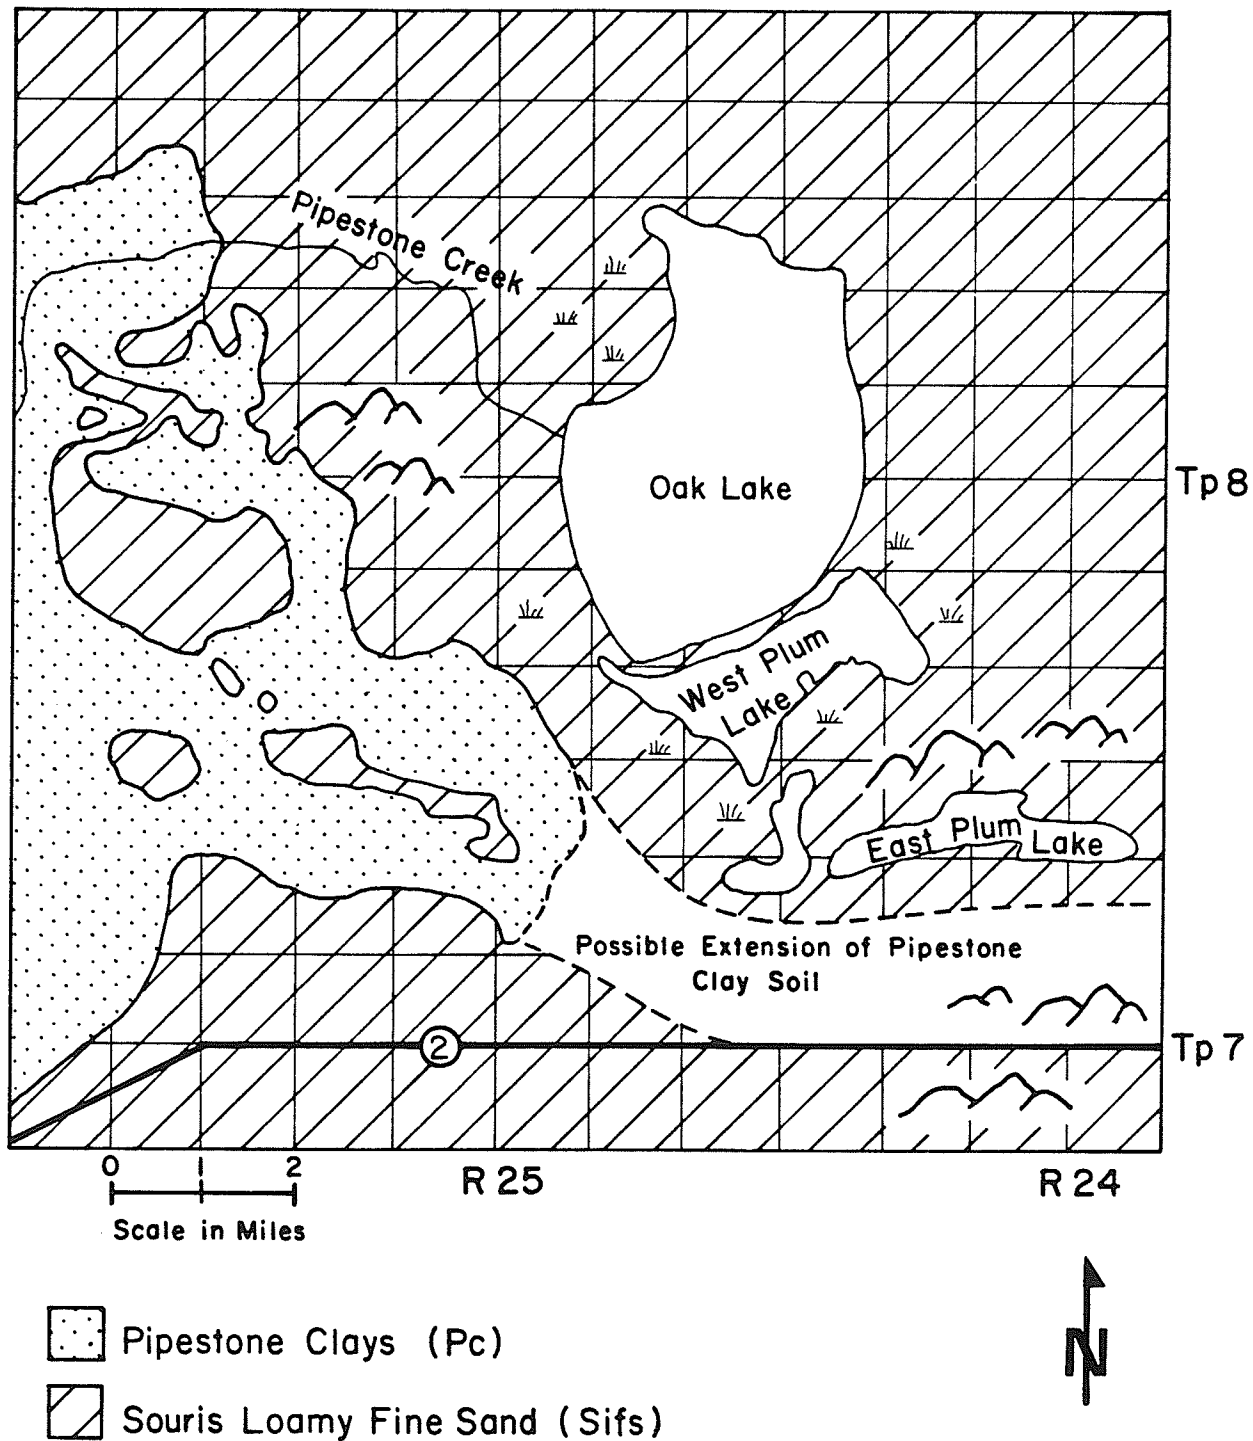 Pipestone Creek
Oak Lake
Tp 8
West Plum
Lake
East Plum Lake
Possible Extension of Pipestone
Clay Soil
2
Tp 7
0 1 2
R 25
R 24
Scale in Miles
N
Pipestone Clays (Pc)
Souris Loamy Fine Sand (Sifs)